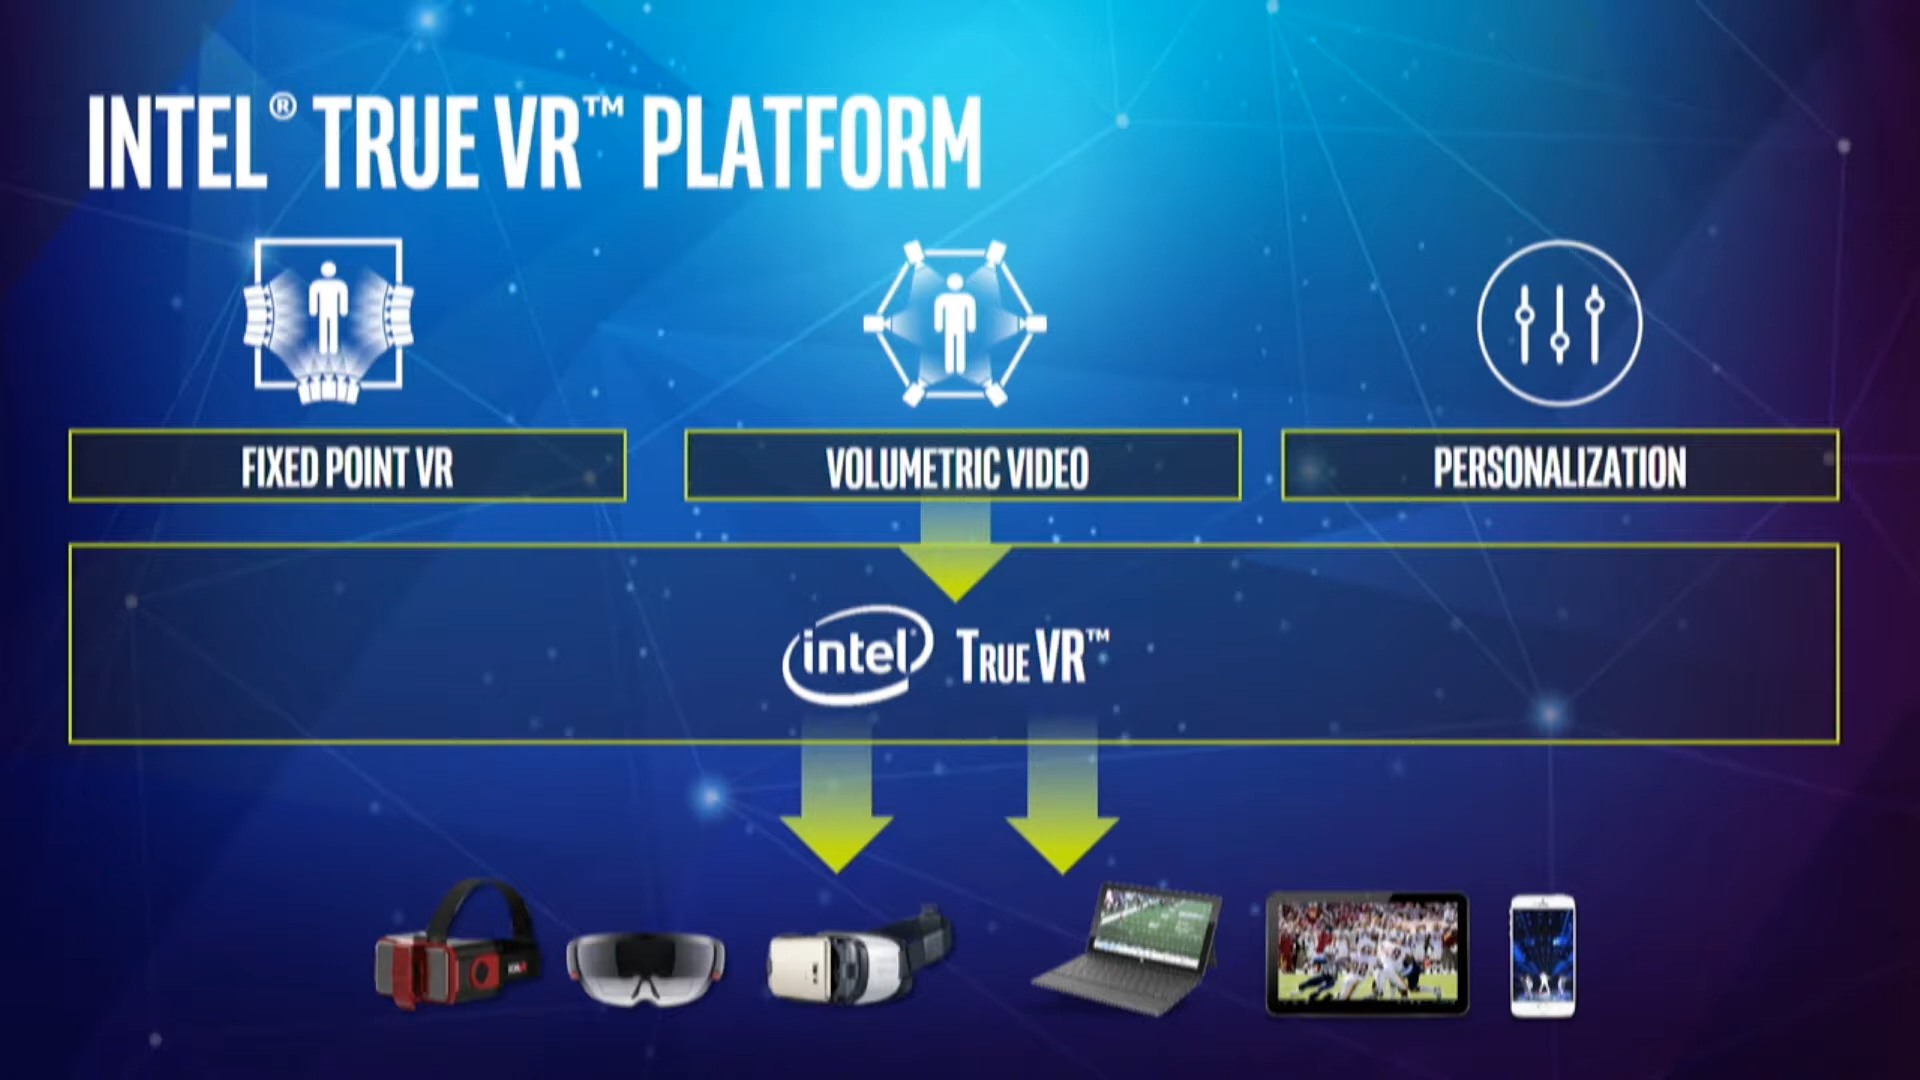 INTEL® TRUE VR™ PLATFORM
FIXED POINT VR
VOLUMETRIC VIDEO
PERSONALIZATION
intel® TRUE VR™